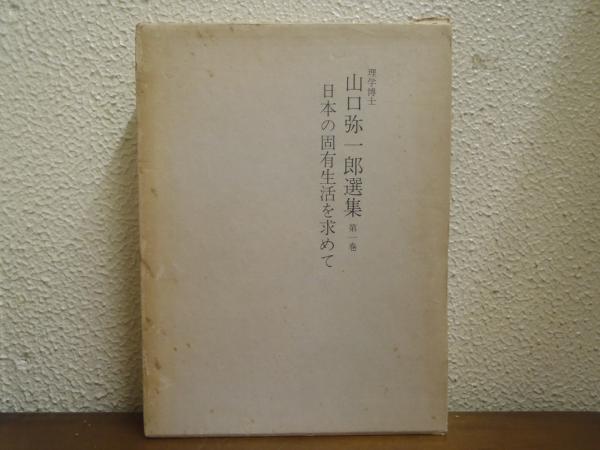 理学博士
山口弥一郎選集 第一巻
日本の固有生活を求めて